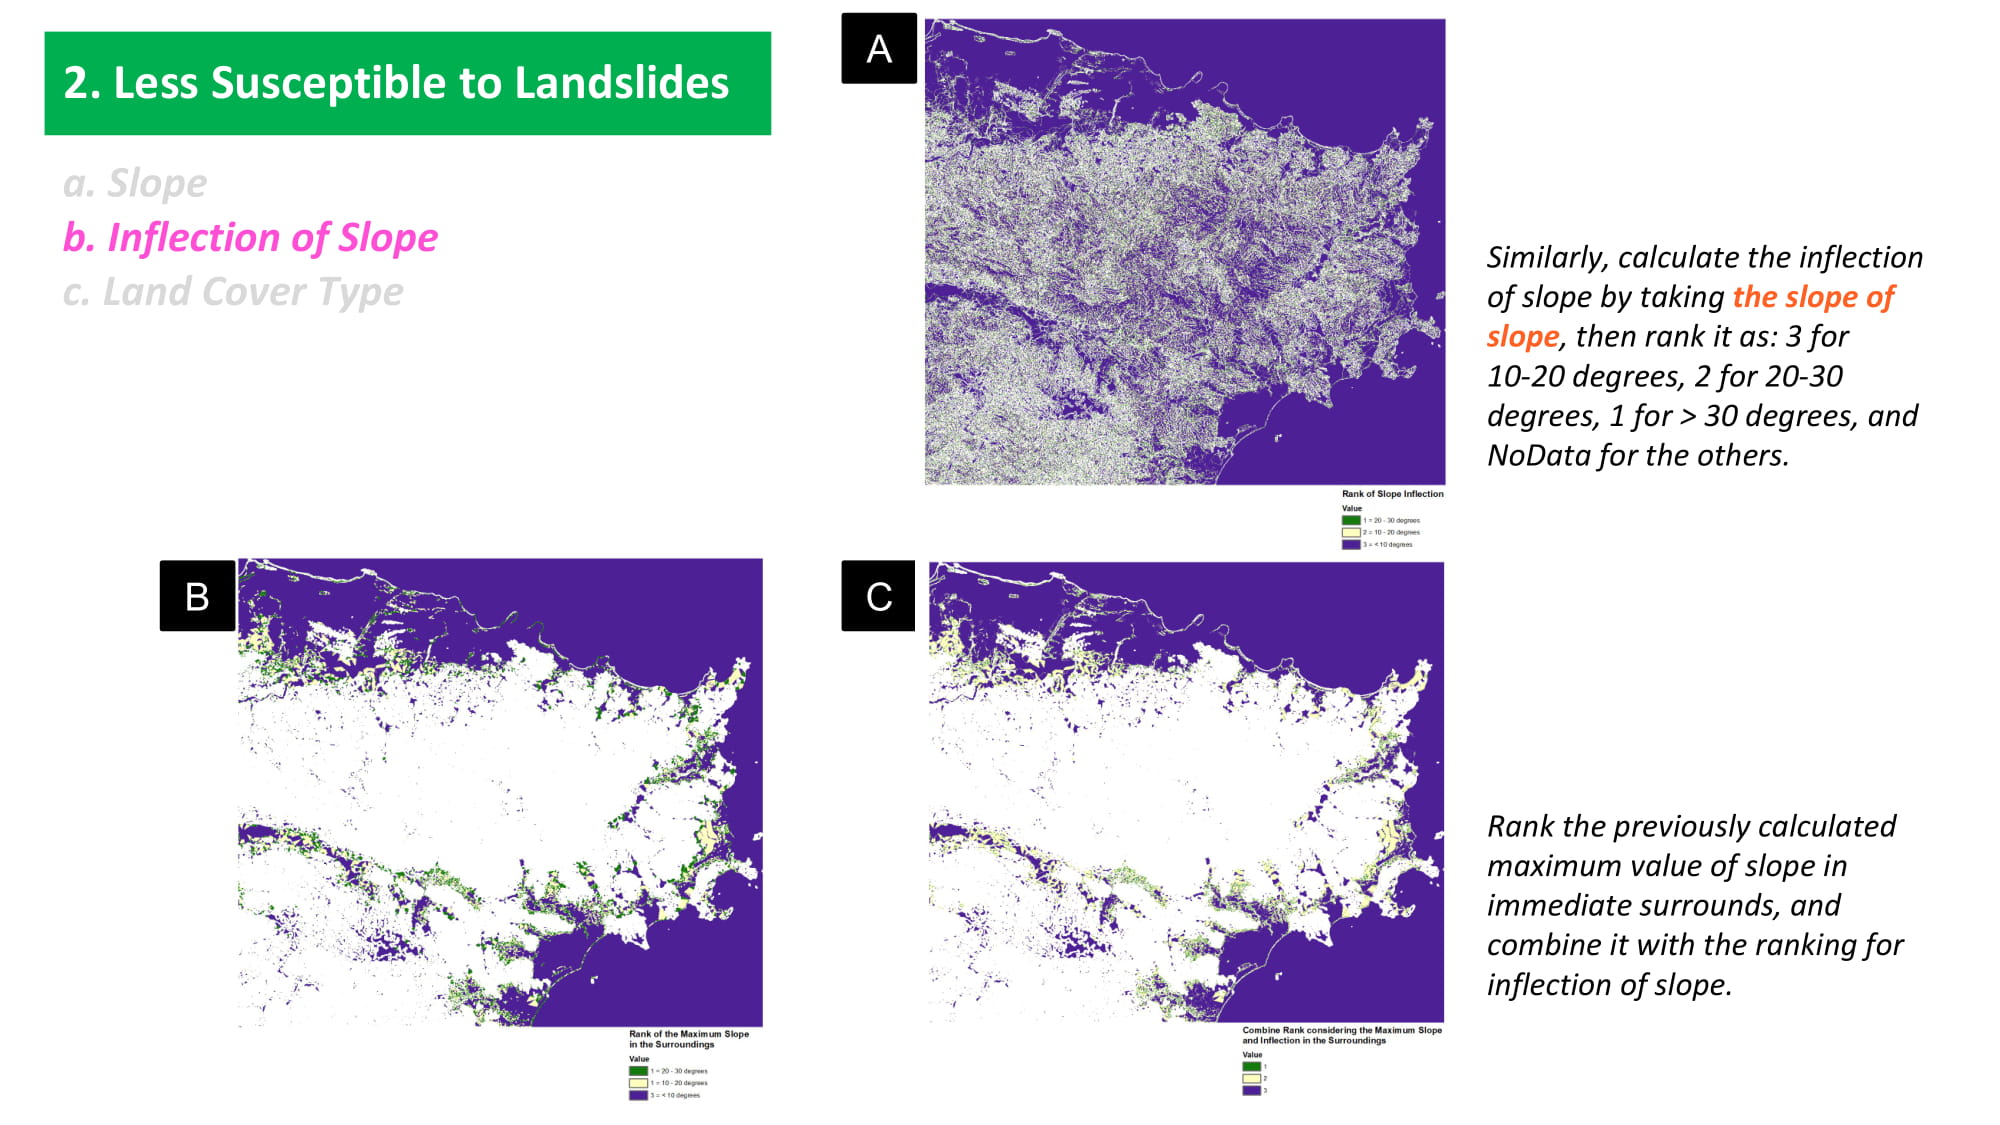 2. Less Susceptible to Landslides
a. Slope
b. Inflection of Slope
c. Land Cover Type
A
Similarly, calculate the inflection
of slope by taking the slope of
slope, then rank it as: 3 for
10-20 degrees, 2 for 20-30
degrees, 1 for > 30 degrees, and
NoData for the others.
Rank of Slope Inflection
Value
1 = 20 - 30 degrees
2 = 10 - 20 degrees
3 = < 10 degrees
B
Rank of the Maximum Slope
in the Surroundings
Value
1 = 20 - 30 degrees
1 = 10 - 20 degrees
3 = < 10 degrees
C
Combine Rank considering the Maximum Slope
and Inflection in the Surroundings
Value
1
2
3
Rank the previously calculated
maximum value of slope in
immediate surrounds, and
combine it with the ranking for
inflection of slope.